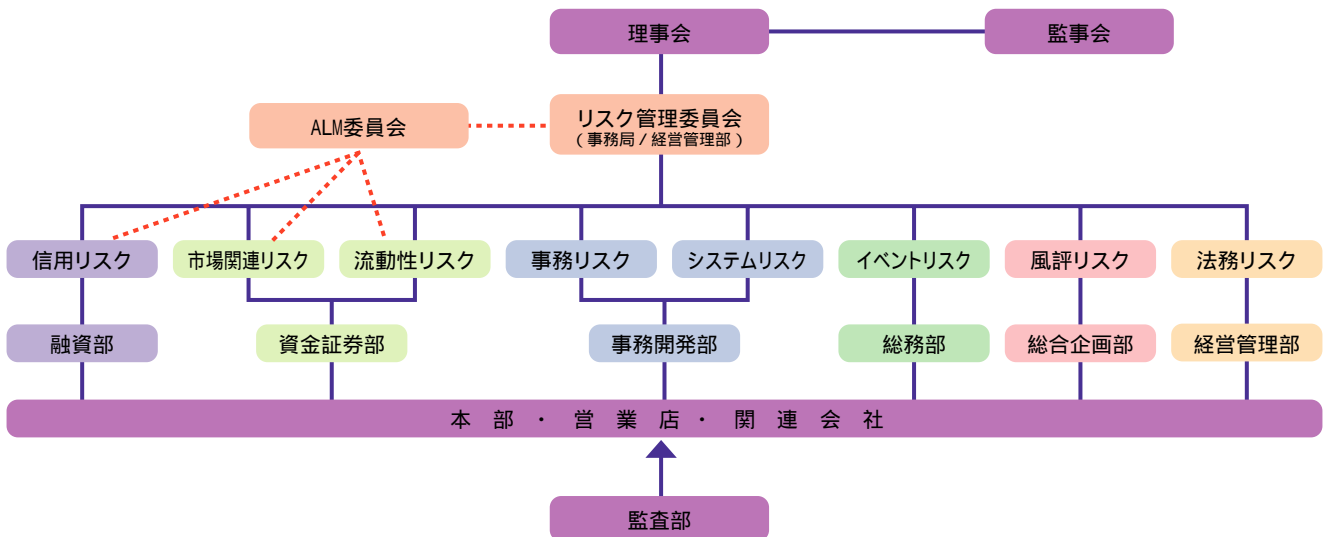 理事会
監事会
ALM委員会
リスク管理委員会
(事務局/経営管理部)
信用リスク
市場関連リスク
流動性リスク
事務リスク
システムリスク
イベントリスク
風評リスク
法務リスク
融資部
資金証券部
事務開発部
総務部
総合企画部
経営管理部
本部・営業店・関連会社
監査部